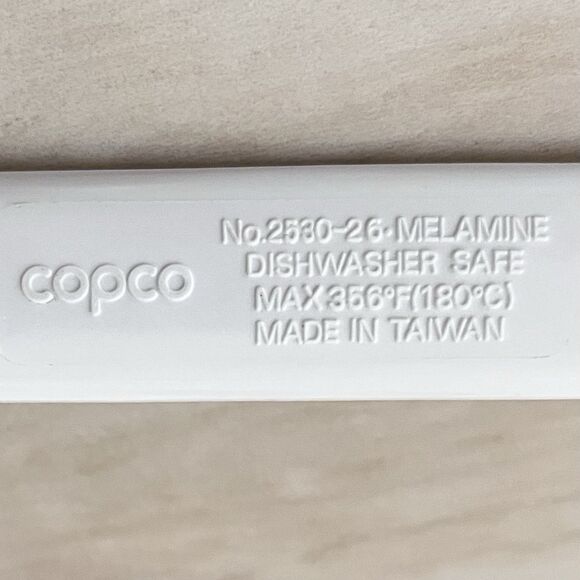 copco
No.2530-26·MELAMINE
DISHWASHER SAFE
MAX 356°F(180°C)
MADE IN TAIWAN